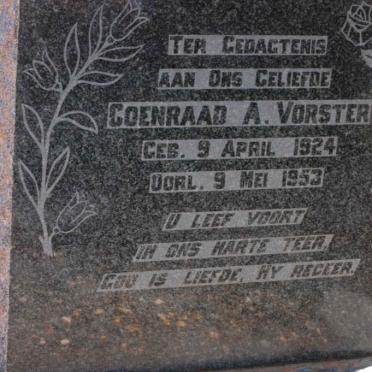 TER GEDAGTENIS
AAN ONS GELIEFDE
COENRAAD A. VORSTER
GEB. 9 APRIL 1924
OORL. 9 MEI 1953
U LEEF VOORT
IN ONS HARTE TEER,
GOD IS LIEFDE, HY REGEER.